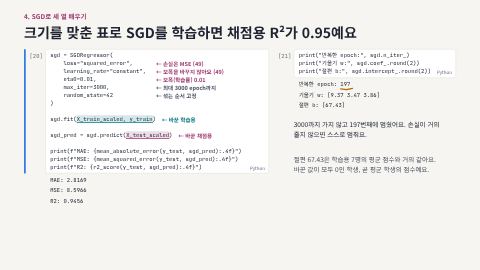 4. SGD로 세 열 배우기
크기를 맞춘 표로 SGD를 학습하면 채점용 R²가 0.95예요
[20]
sgd = SGDRegressor(
loss="squared_error", ← 손실은 MSE (49)
learning_rate="constant", ← 보폭을 바꾸지 않아요 (49)
eta0=0.01, ← 보폭(학습률) 0.01
max_iter=3000, ← 최대 3000 epoch까지
random_state=42 ← 섞는 순서 고정
)
sgd.fit(X_train_scaled, y_train) ← 바꾼 학습용
sgd_pred = sgd.predict(X_test_scaled) ← 바꾼 채점용
print(f"MAE: {mean_absolute_error(y_test, sgd_pred):.4f}")
print(f"MSE: {mean_squared_error(y_test, sgd_pred):.4f}")
print(f"R2: {r2_score(y_test, sgd_pred):.4f}")
Python
MAE: 2.8169
MSE: 8.5966
R2: 0.9456
[21]
print("반복한 epoch:", sgd.n_iter_)
print("기울기 w:", sgd.coef_.round(2))
print("절편 b:", sgd.intercept_.round(2))
Python
반복한 epoch: 197
기울기 w: [9.37 3.47 3.86]
절편 b: [67.43]
3000까지 가지 않고 197번째에 멈췄어요. 손실이 거의
줄지 않으면 스스로 멈춰요.
절편 67.43은 학습용 7명의 평균 점수와 거의 같아요.
바꾼 값이 모두 0인 학생, 곧 평균 학생의 점수예요.